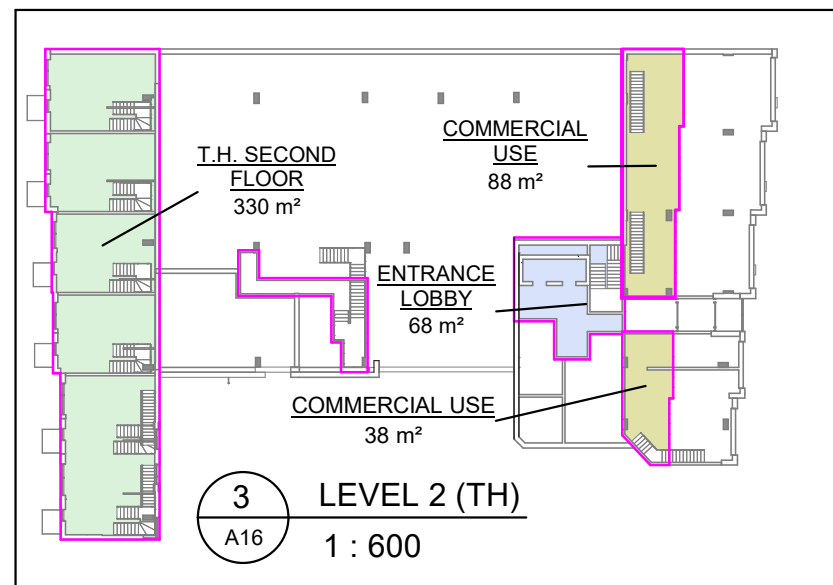 T.H. SECOND
FLOOR
330 m²
COMMERCIAL
USE
88 m²
ENTRANCE
LOBBY
68 m²
COMMERCIAL USE
38 m²
3
A16
LEVEL 2 (TH)
1 : 600